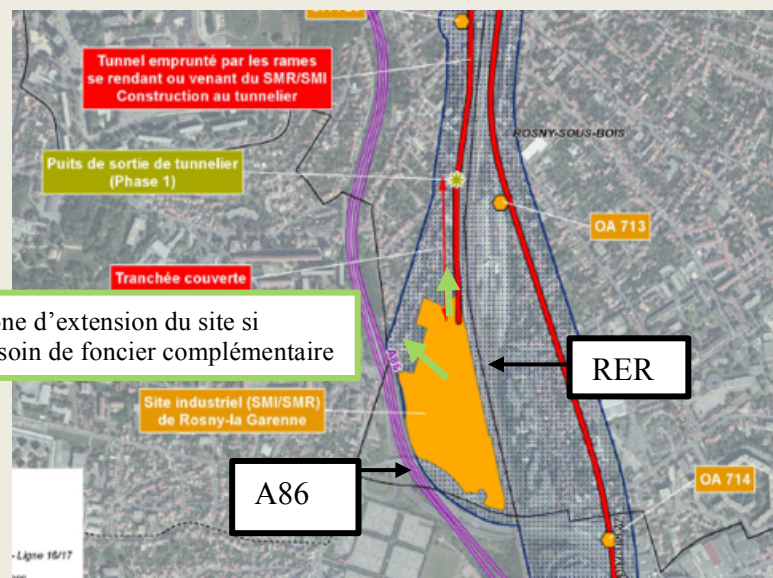 Tunnel emprunté par les rames
se rendant ou venant du SMR/SMI
Construction au tunnelier
ROSNY-SOUS-BOIS
Puits de sortie de tunnelier
(Phase 1)
OA 713
Tranchée couverte
one d’extension du site si
soin de foncier complémentaire
A86
RER
Site industriel (SMI/SMR)
de Rosny-la Garenne
A86
OA 714
- Ligne 16/17